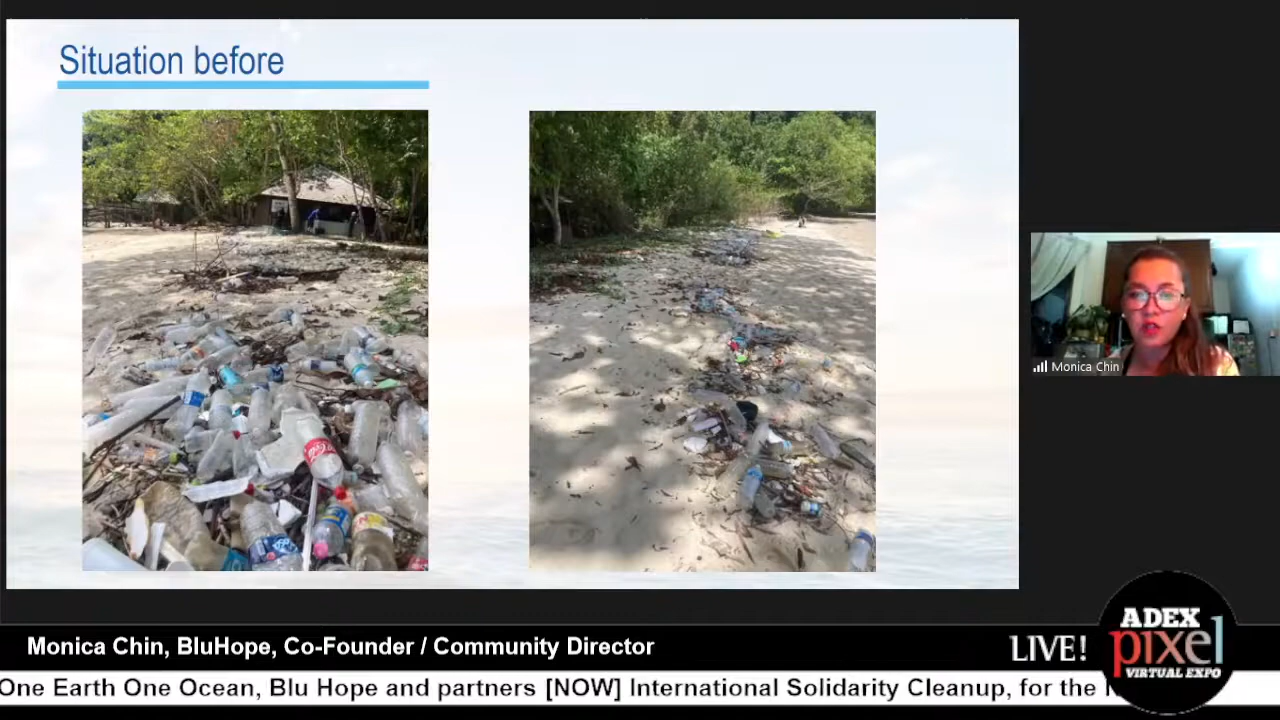 Situation before
Monica Chin
Monica Chin, BluHope, Co-Founder / Community Director
LIVE!
ADEX
pixel
VIRTUAL EXPO
One Earth One Ocean, Blu Hope and partners [NOW] International Solidarity Cleanup, for the